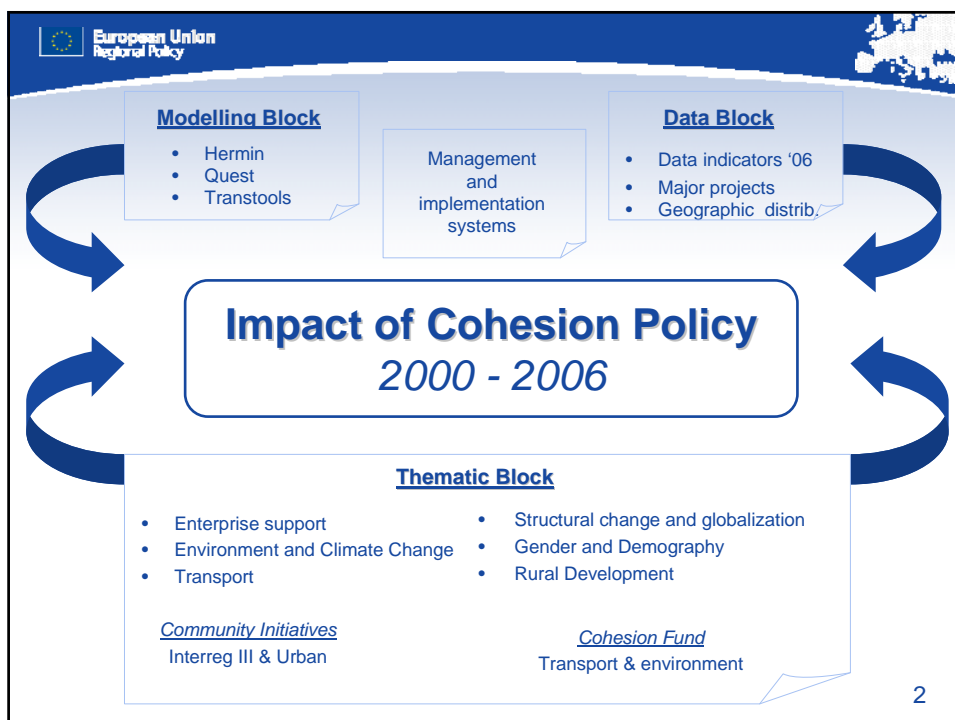 European Union
Regional Policy
Modelling Block
• Hermin
• Quest
• Transtools
Management
and
implementation
systems
Data Block
• Data indicators ‘06
• Major projects
• Geographic distrib.
Impact of Cohesion Policy
2000 - 2006
Thematic Block
• Enterprise support
• Environment and Climate Change
• Transport
• Structural change and globalization
• Gender and Demography
• Rural Development
Community Initiatives
Interreg III & Urban
Cohesion Fund
Transport & environment
2